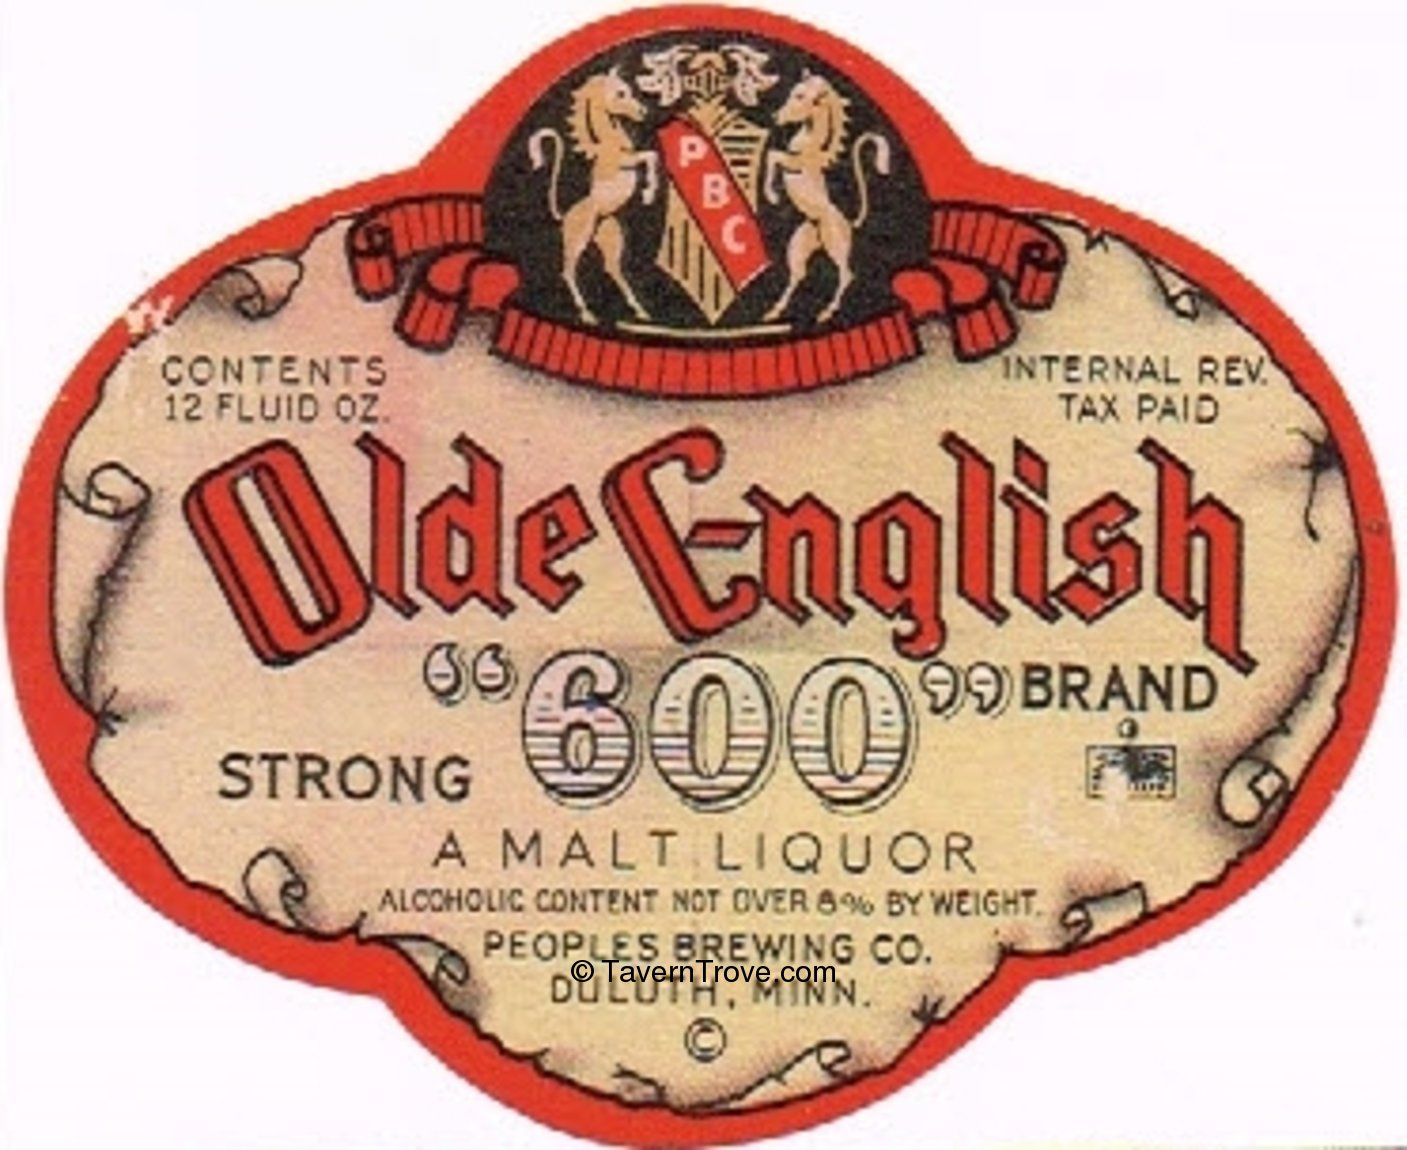 P
B
C
CONTENTS
12 FLUID OZ.
INTERNAL REV.
TAX PAID
Olde English
“600” BRAND
STRONG
A MALT LIQUOR
ALCOHOLIC CONTENT NOT OVER 8% BY WEIGHT.
PEOPLES BREWING CO.
© TavernTrove.com
DULUTH, MINN.
©